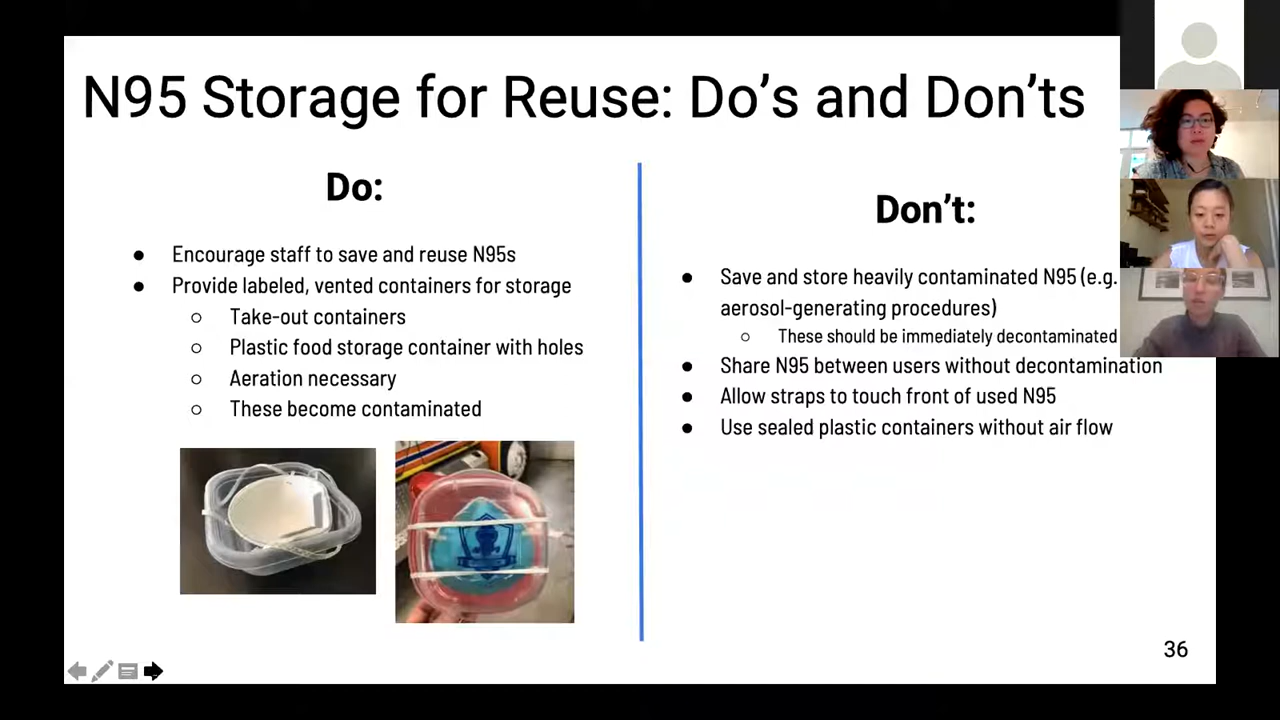 N95 Storage for Reuse: Do's and Don'ts
Do:
● Encourage staff to save and reuse N95s
● Provide labeled, vented containers for storage
○ Take-out containers
○ Plastic food storage container with holes
○ Aeration necessary
○ These become contaminated
Don't:
● Save and store heavily contaminated N95 (e.g.
aerosol-generating procedures)
○ These should be immediately decontaminated
● Share N95 between users without decontamination
● Allow straps to touch front of used N95
● Use sealed plastic containers without air flow
36